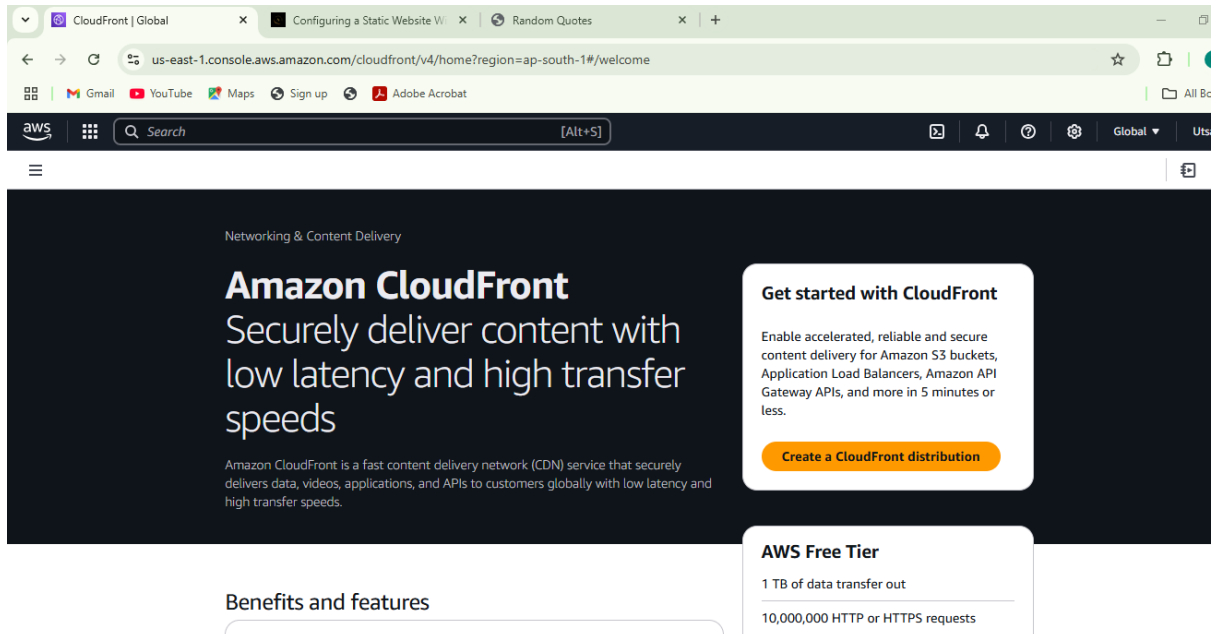 CloudFront | Global
Configuring a Static Website Wi
Random Quotes
us-east-1.console.aws.amazon.com/cloudfront/v4/home?region=ap-south-1#/welcome
Gmail
YouTube
Maps
Sign up
Adobe Acrobat
All Bo
aws
Search
[Alt+S]
Global
Utsa
Networking & Content Delivery
Amazon CloudFront
Securely deliver content with
low latency and high transfer
speeds
Amazon CloudFront is a fast content delivery network (CDN) service that securely
delivers data, videos, applications, and APIs to customers globally with low latency and
high transfer speeds.
Get started with CloudFront
Enable accelerated, reliable and secure
content delivery for Amazon S3 buckets,
Application Load Balancers, Amazon API
Gateway APIs, and more in 5 minutes or
less.
Create a CloudFront distribution
AWS Free Tier
1 TB of data transfer out
10,000,000 HTTP or HTTPS requests
Benefits and features